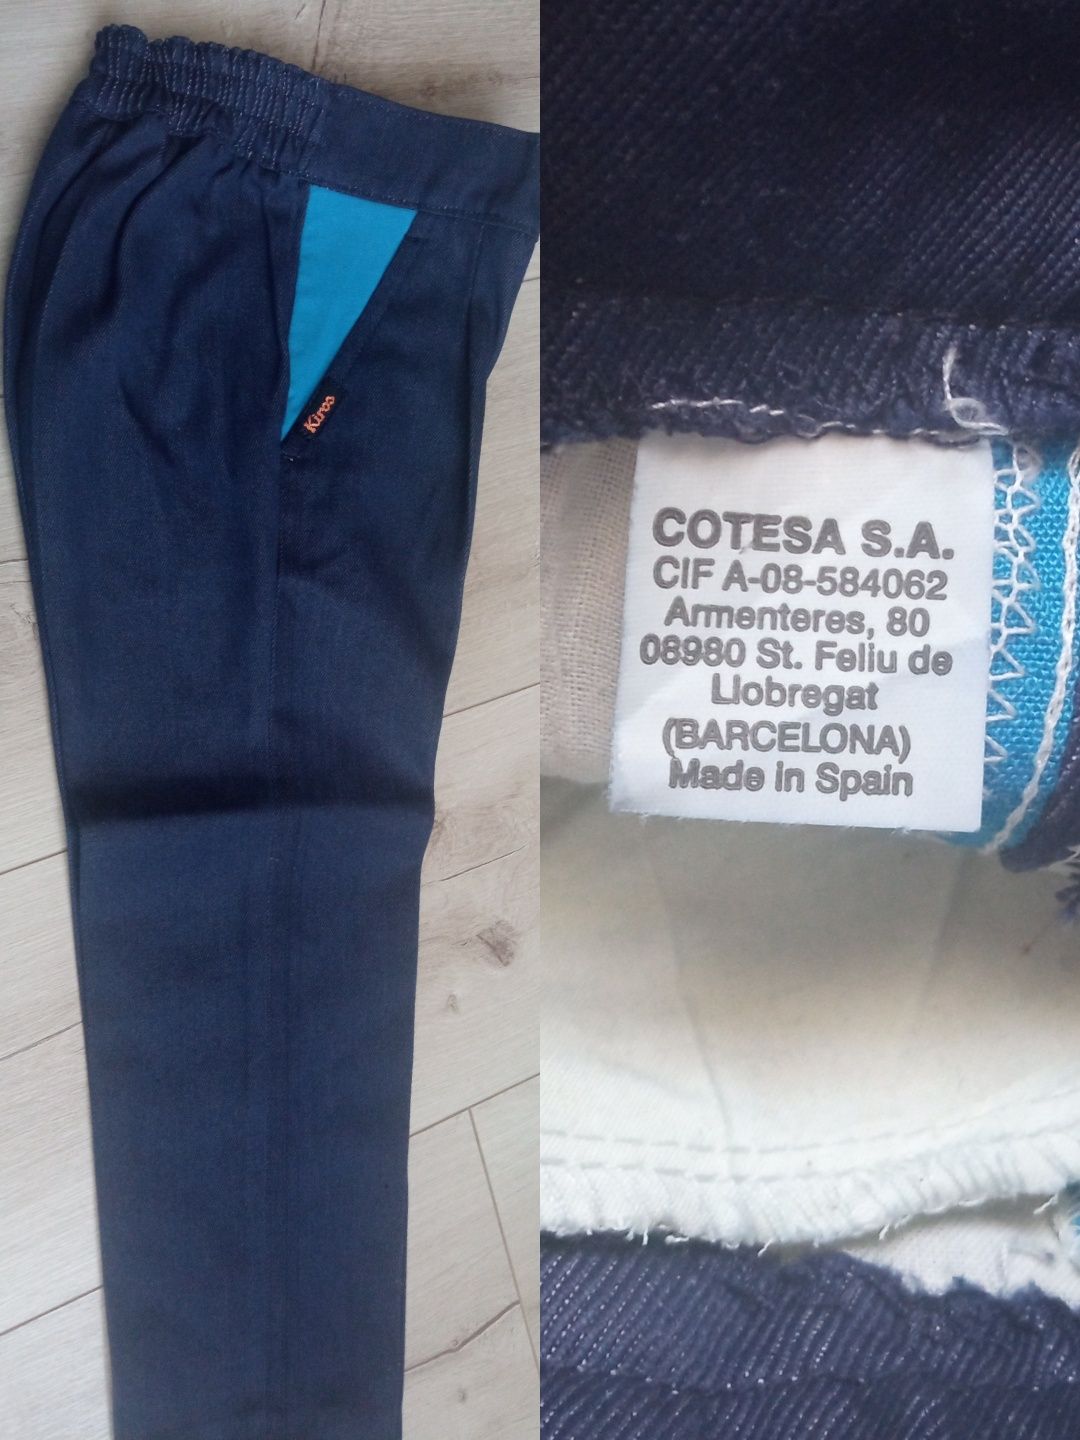 Kiros
COTESA S.A.
CIF A-08-584062
Armenteres, 80
08980 St. Feliu de
Llobregat
(BARCELONA)
Made in Spain